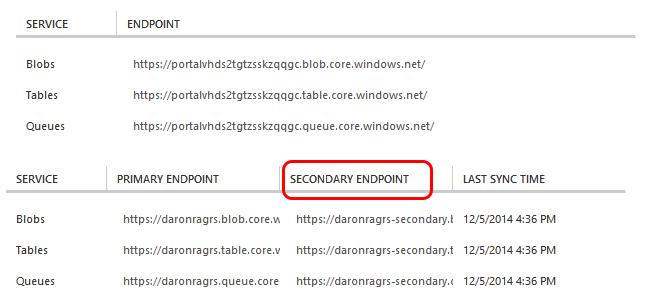 SERVICE ENDPOINT
Blobs https://portalvhds2tgtzsskzqqgc.blob.core.windows.net/
Tables https://portalvhds2tgtzsskzqqgc.table.core.windows.net/
Queues https://portalvhds2tgtzsskzqqgc.queue.core.windows.net/
SERVICE PRIMARY ENDPOINT SECONDARY ENDPOINT LAST SYNC TIME
Blobs https://daronragrs.blob.core.w https://daronragrs-secondary.b 12/5/2014 4:36 PM
Tables https://daronragrs.table.core.v https://daronragrs-secondary.t 12/5/2014 4:36 PM
Queues https://daronragrs.queue.core https://daronragrs-secondary.q 12/5/2014 4:36 PM